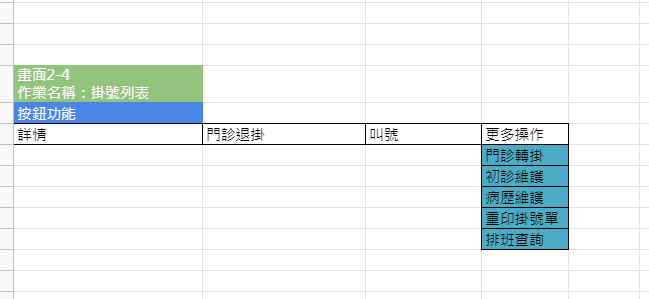 畫面2-4
作業名稱：掛號列表
按鈕功能
詳情 門診退掛 叫號 更多操作
門診轉掛
初診維護
病歷維護
重印掛號單
排班查詢